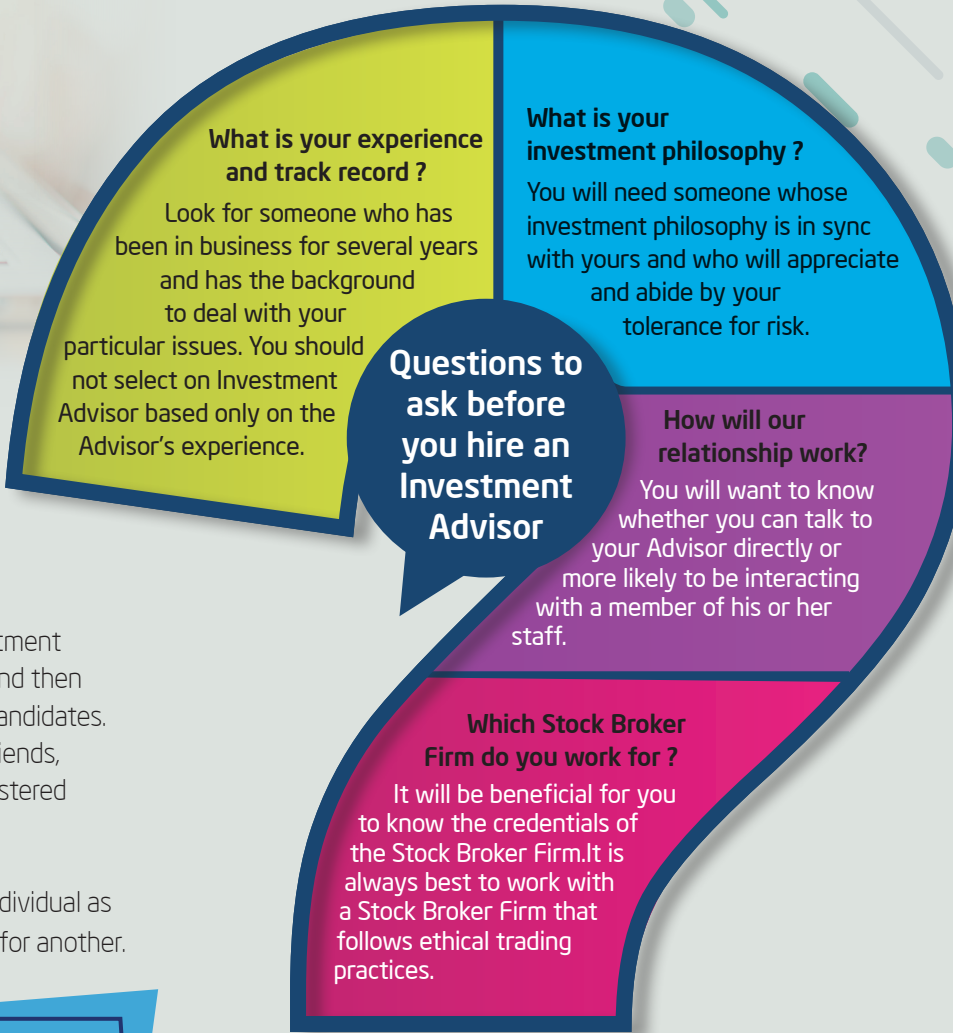 What is your experience
and track record ?
Look for someone who has
been in business for several years
and has the background
to deal with your
particular issues. You should
not select on Investment
Advisor based only on the
Advisor's experience.
What is your
investment philosophy ?
You will need someone whose
investment philosophy is in sync
with yours and who will appreciate
and abide by your
tolerance for risk.
Questions to
ask before
you hire an
Investment
Advisor
How will our
relationship work?
You will want to know
whether you can talk to
your Advisor directly or
more likely to be interacting
with a member of his or her
staff.
Which Stock Broker
Firm do you work for ?
It will be beneficial for you
to know the credentials of
the Stock Broker Firm.It is
always best to work with
a Stock Broker Firm that
follows ethical trading
practices.
then
for another.